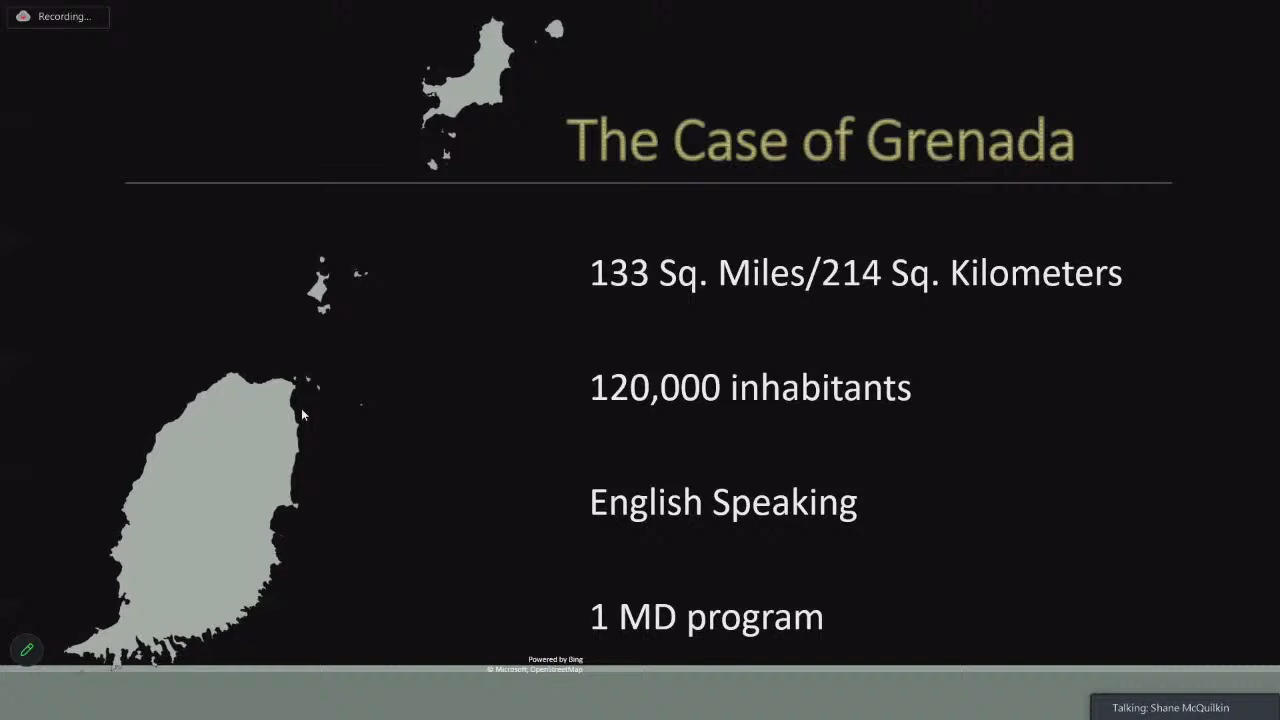 Recording...
The Case of Grenada
133 Sq. Miles/214 Sq. Kilometers
120,000 inhabitants
English Speaking
1 MD program
Powered by Bing
© Microsoft, OpenStreetMap
Talking: Shane McQuilkin